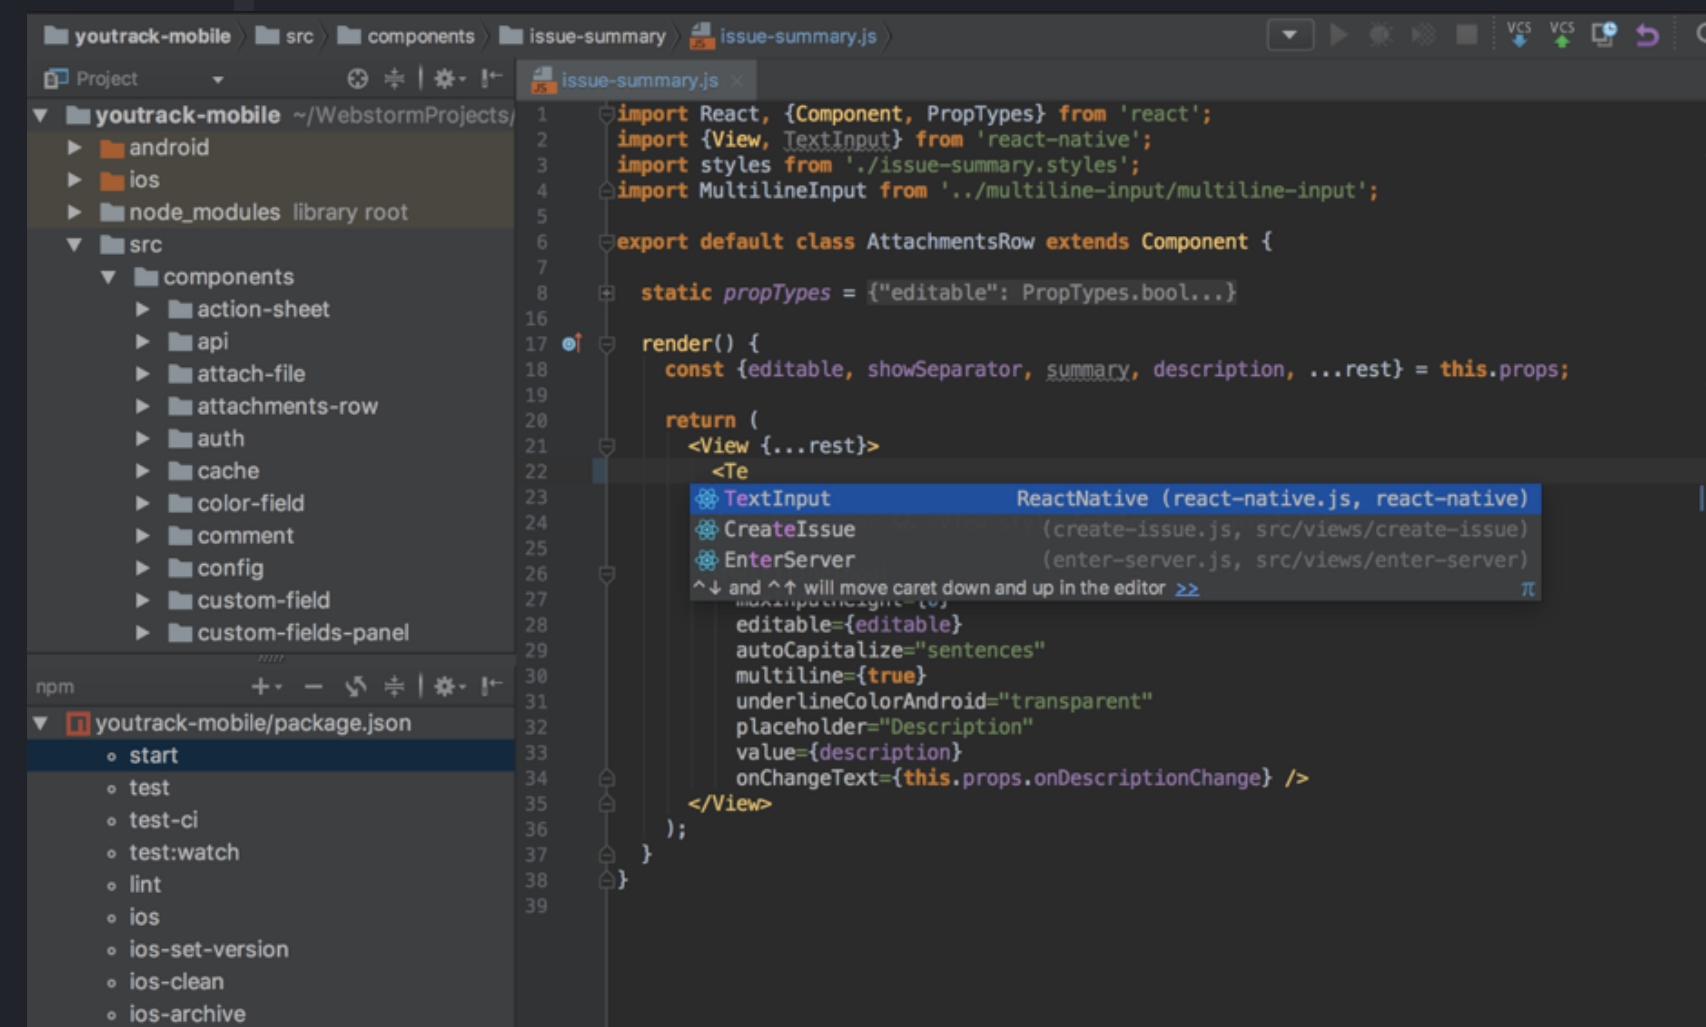 youtrack-mobile src components issue-summary issue-summary.js
VCS VCS
Project
issue-summary.js
youtrack-mobile ~/WebstormProjects/
android
ios
node_modules library root
src
components
action-sheet
api
attach-file
attachments-row
auth
cache
color-field
comment
config
custom-field
custom-fields-panel
npm
youtrack-mobile/package.json
start
test
test-ci
test:watch
lint
ios
ios-set-version
ios-clean
ios-archive
1 import React, {Component, PropTypes} from 'react';
2 import {View, TextInput} from 'react-native';
3 import styles from './issue-summary.styles';
4 import MultilineInput from '../multiline-input/multiline-input';
5
6 export default class AttachmentsRow extends Component {
7
8 static propTypes = {"editable": PropTypes.bool...}
16
17 render() {
18 const {editable, showSeparator, summary, description, ...rest} = this.props;
19
20 return (
21 <View {...rest}>
22 <Te
23 TextInput ReactNative (react-native.js, react-native)
24 CreateIssue (create-issue.js, src/views/create-issue)
25 EnterServer (enter-server.js, src/views/enter-server)
26 ^↓ and ^↑ will move caret down and up in the editor >> π
27
28 editable={editable}
29 autoCapitalize="sentences"
30 multiline={true}
31 underlineColorAndroid="transparent"
32 placeholder="Description"
33 value={description}
34 onChangeText={this.props.onDescriptionChange} />
35 </View>
36 );
37 }
38 }
39